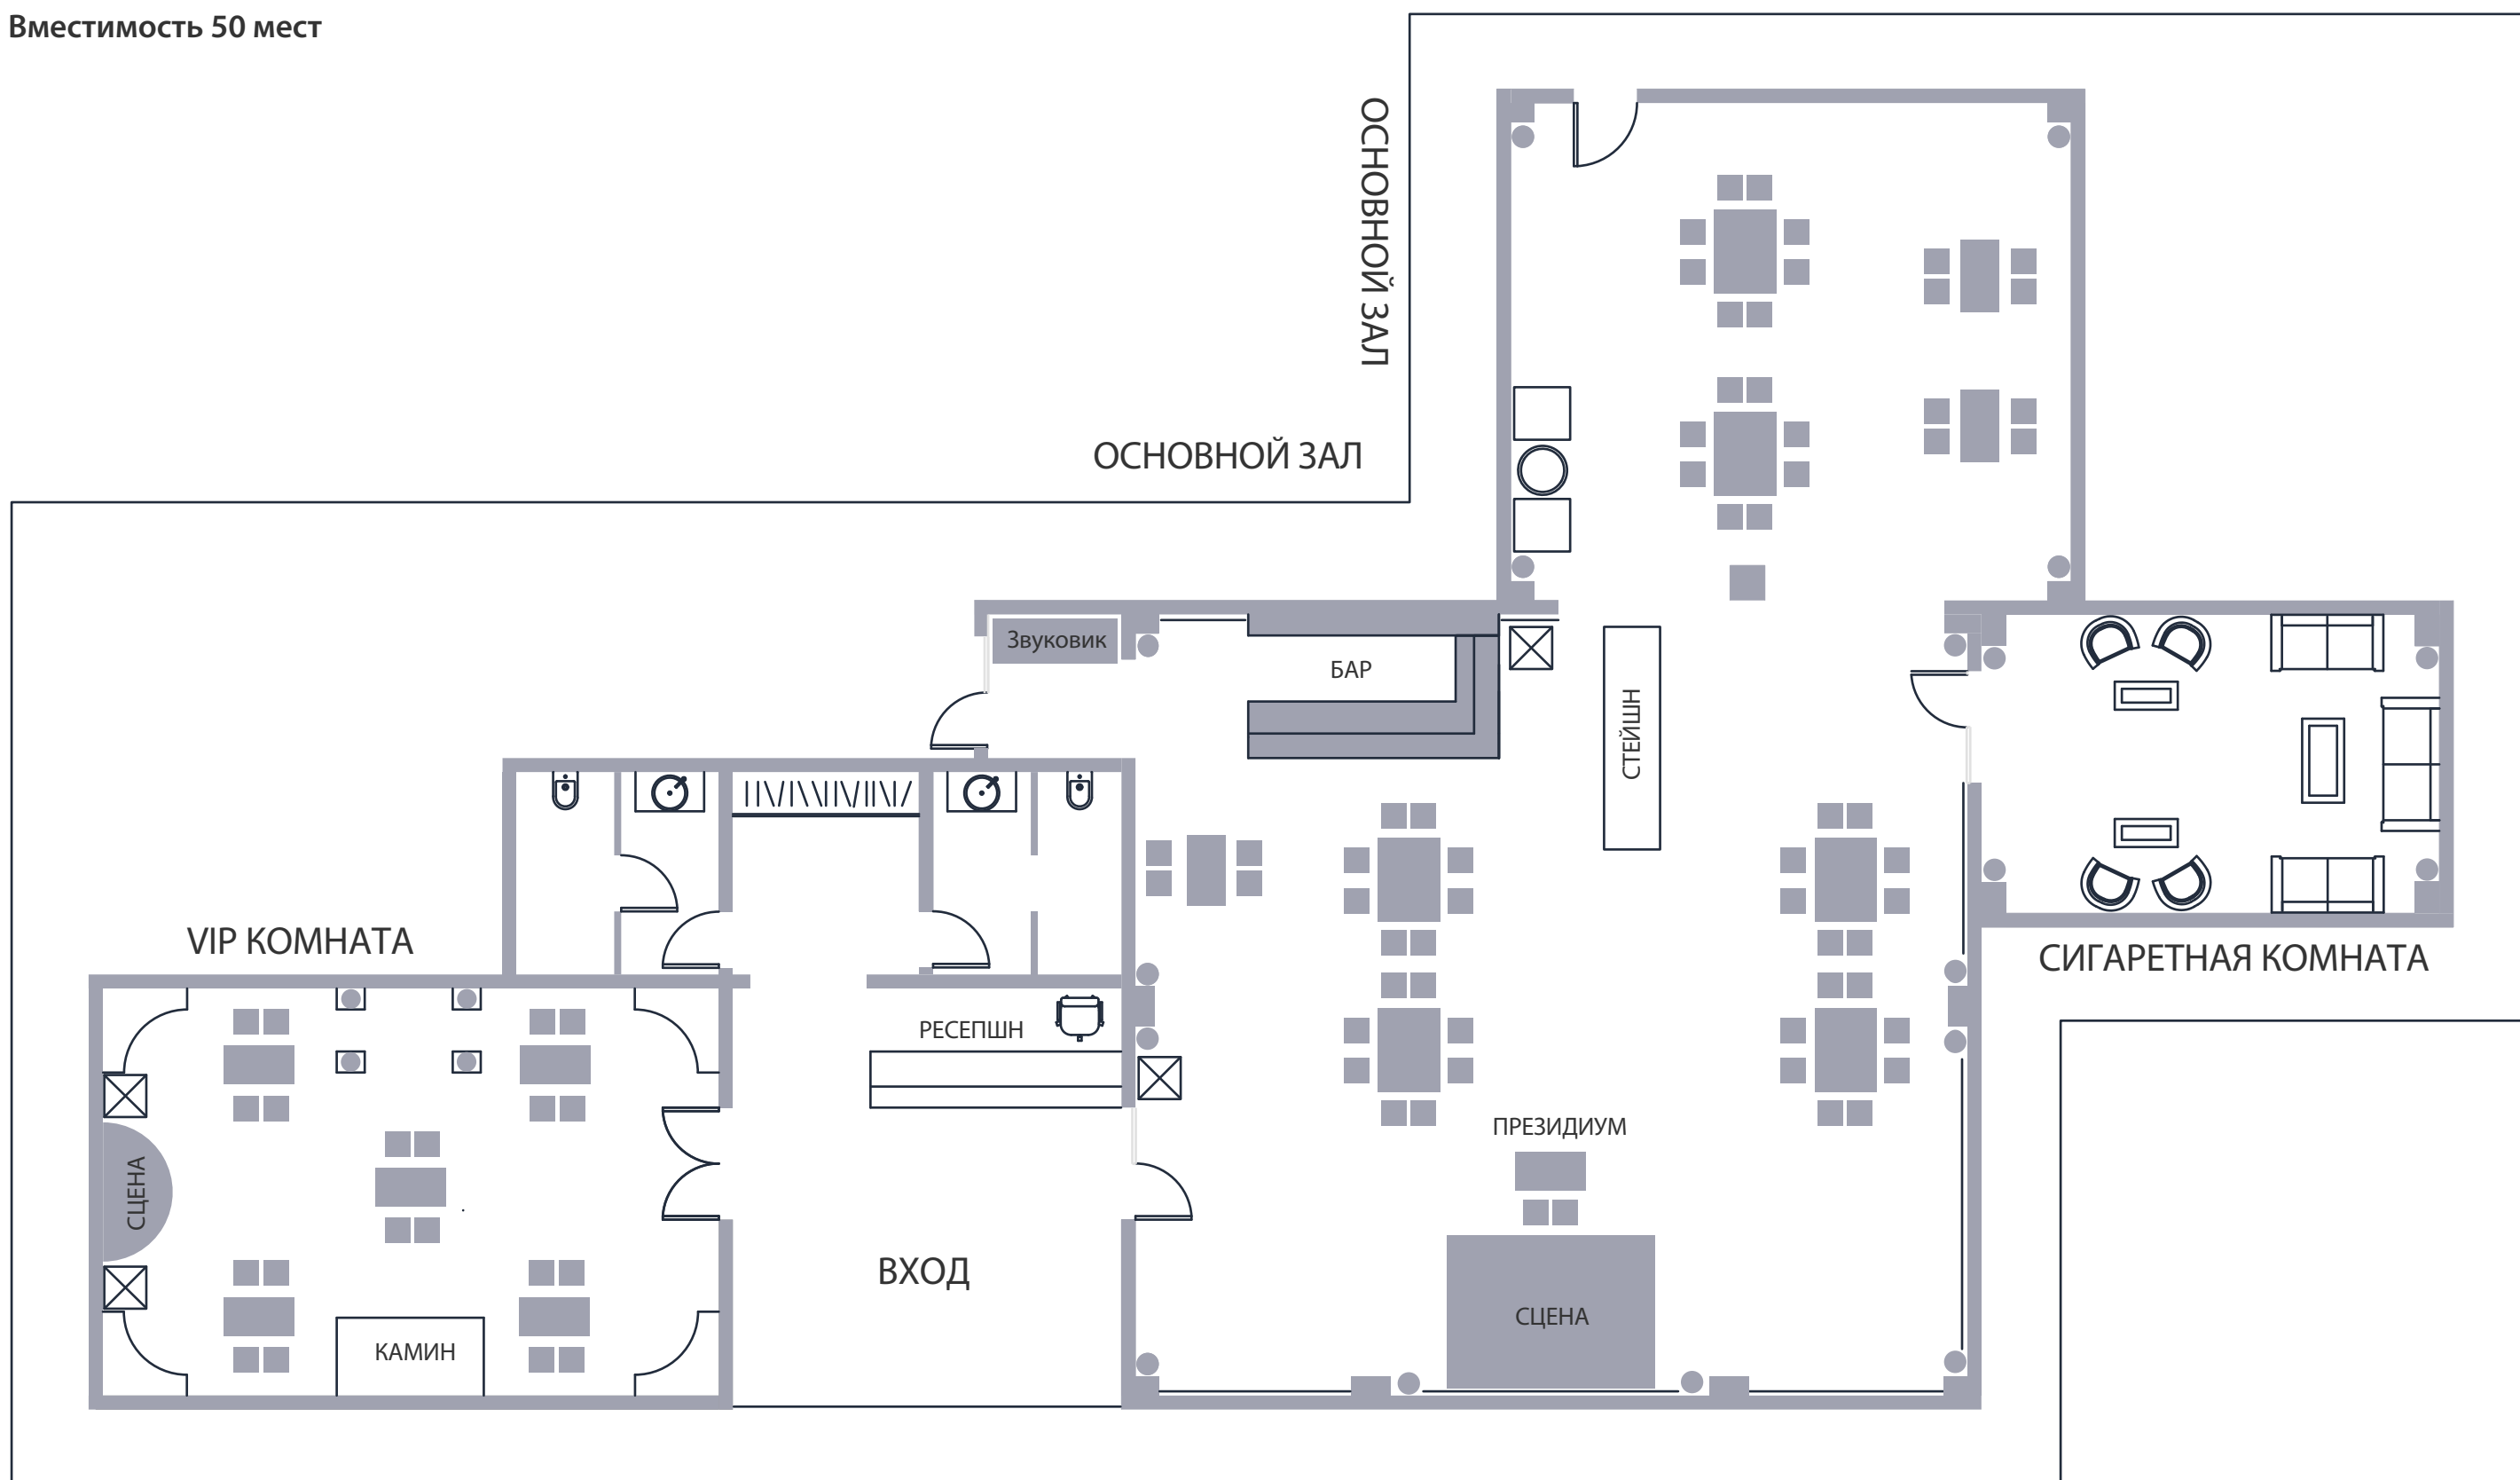 Вместимость 50 мест
ОСНОВНОЙ ЗАЛ
ОСНОВНОЙ ЗАЛ
Звуковик
БАР
СТЕЙШН
VIP КОМНАТА
СИГАРЕТНАЯ КОМНАТА
РЕСЕПШН
ПРЕЗИДИУМ
СЦЕНА
ВХОД
СЦЕНА
КАМИН